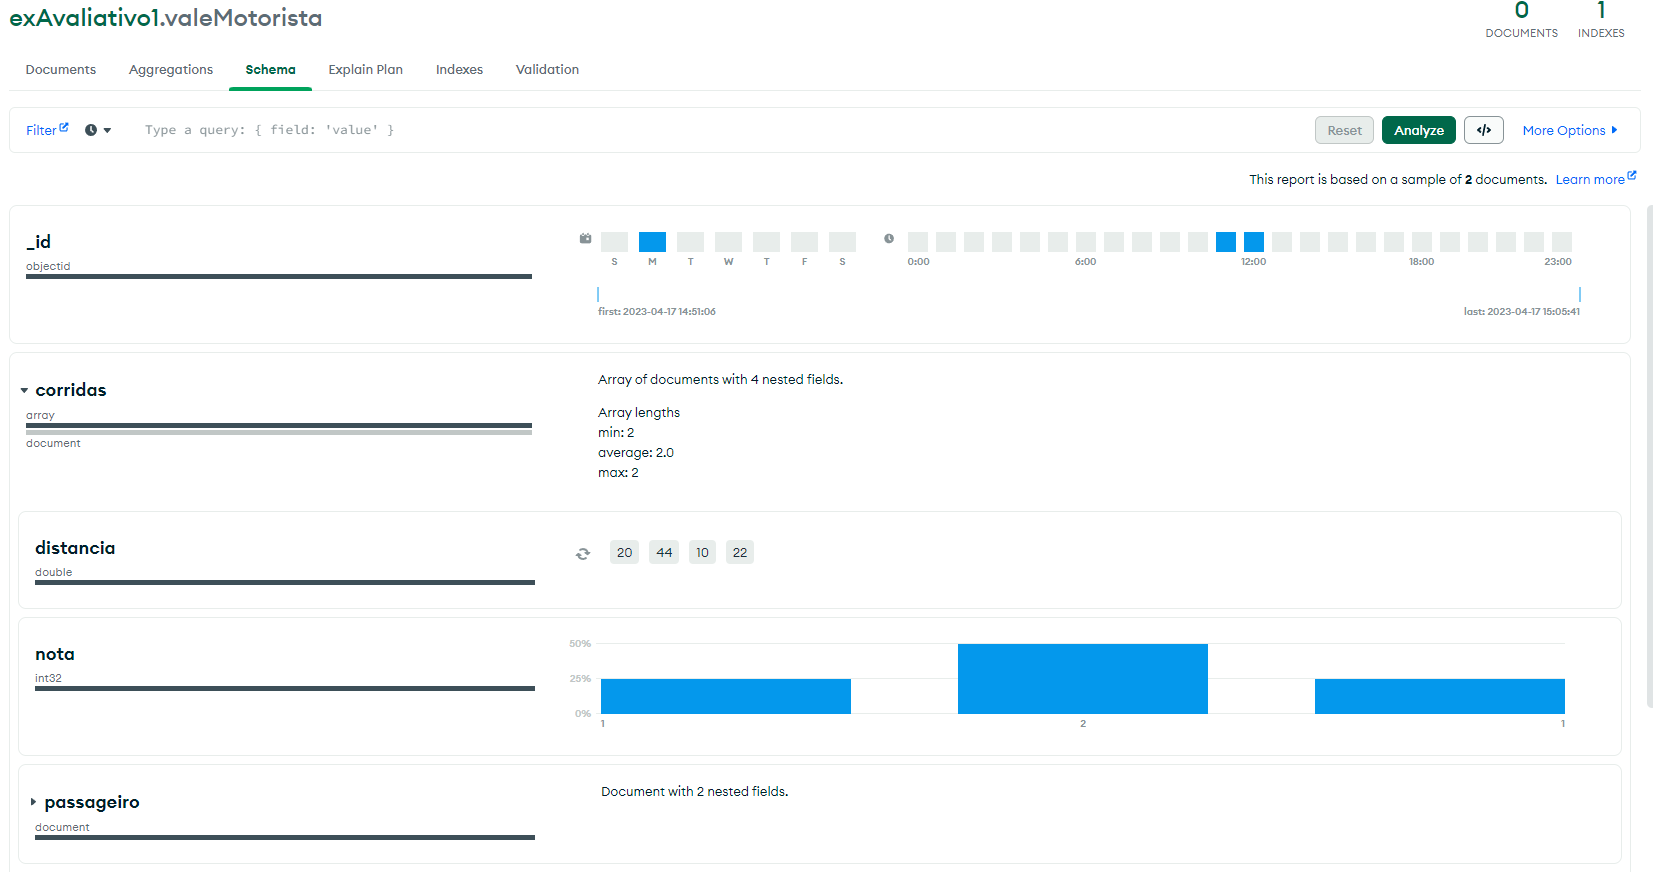 exAvaliativo1.valeMotorista
0 1
DOCUMENTS INDEXES
Documents Aggregations Schema Explain Plan Indexes Validation
Filter Type a query: { field: 'value' } Reset Analyze </> More Options
This report is based on a sample of 2 documents. Learn more
_id
objectid
S M T W T F S 0:00 6:00 12:00 18:00 23:00
first: 2023-04-17 14:51:06 last: 2023-04-17 15:05:41
corridas
array
document
Array of documents with 4 nested fields.
Array lengths
min: 2
average: 2.0
max: 2
distancia
double
20 44 10 22
nota
int32
50%
25%
0%
1 2 1
passageiro
document
Document with 2 nested fields.